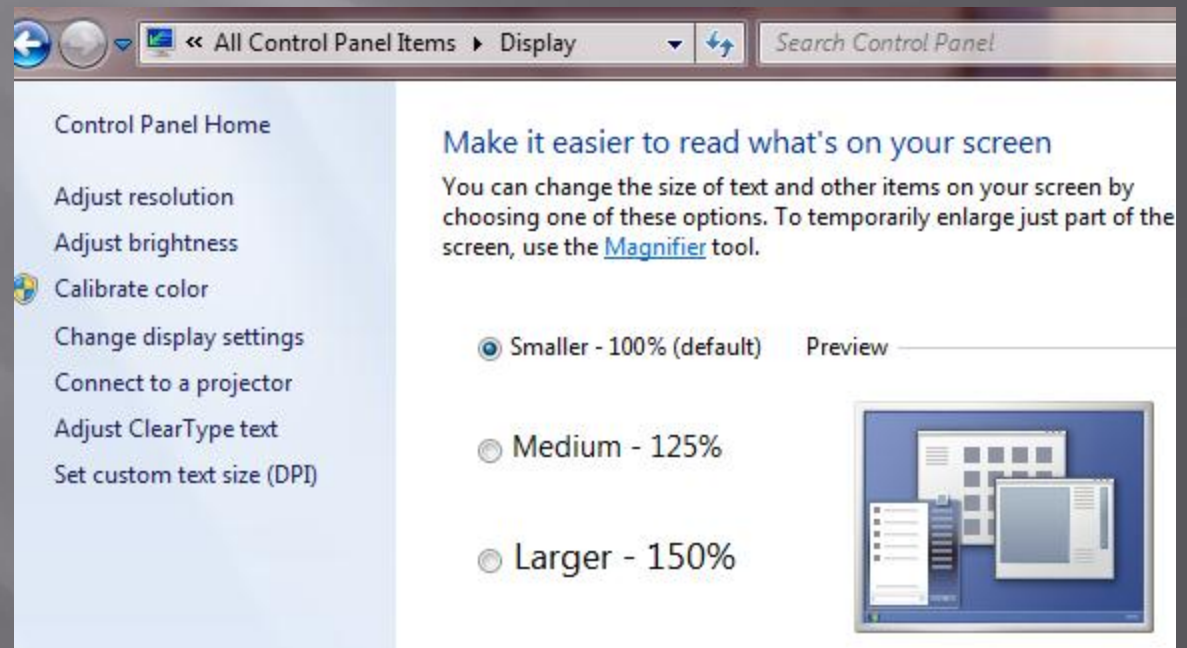 « All Control Panel Items ▸ Display
Search Control Panel
Control Panel Home
Adjust resolution
Adjust brightness
Calibrate color
Change display settings
Connect to a projector
Adjust ClearType text
Set custom text size (DPI)
Make it easier to read what's on your screen
You can change the size of text and other items on your screen by
choosing one of these options. To temporarily enlarge just part of the
screen, use the Magnifier tool.
Smaller - 100% (default)
Preview
Medium - 125%
Larger - 150%